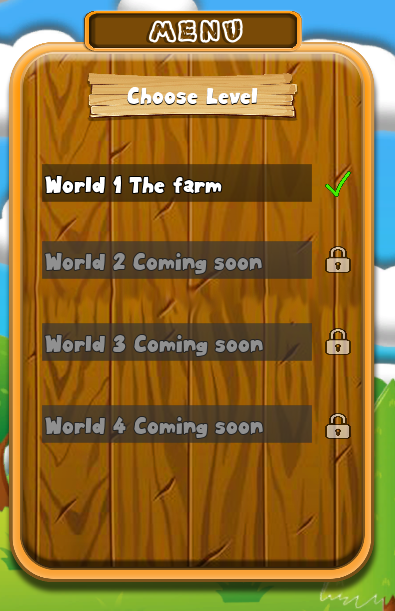 MENU
Choose Level
World 1 The farm
World 2 Coming soon
World 3 Coming soon
World 4 Coming soon